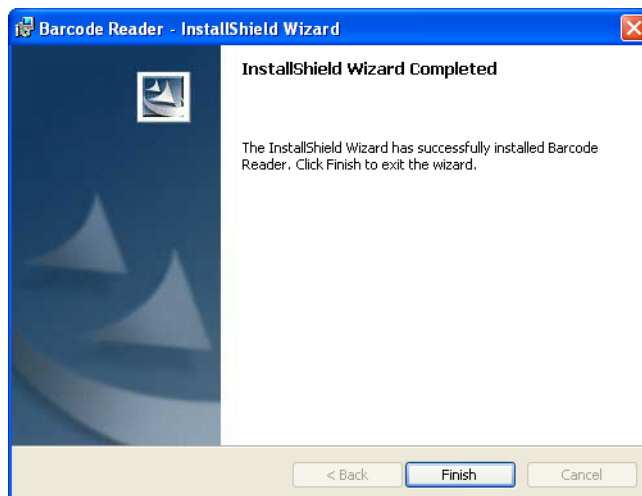 Barcode Reader - InstallShield Wizard
InstallShield Wizard Completed
The InstallShield Wizard has successfully installed Barcode
Reader. Click Finish to exit the wizard.
< Back
Finish
Cancel